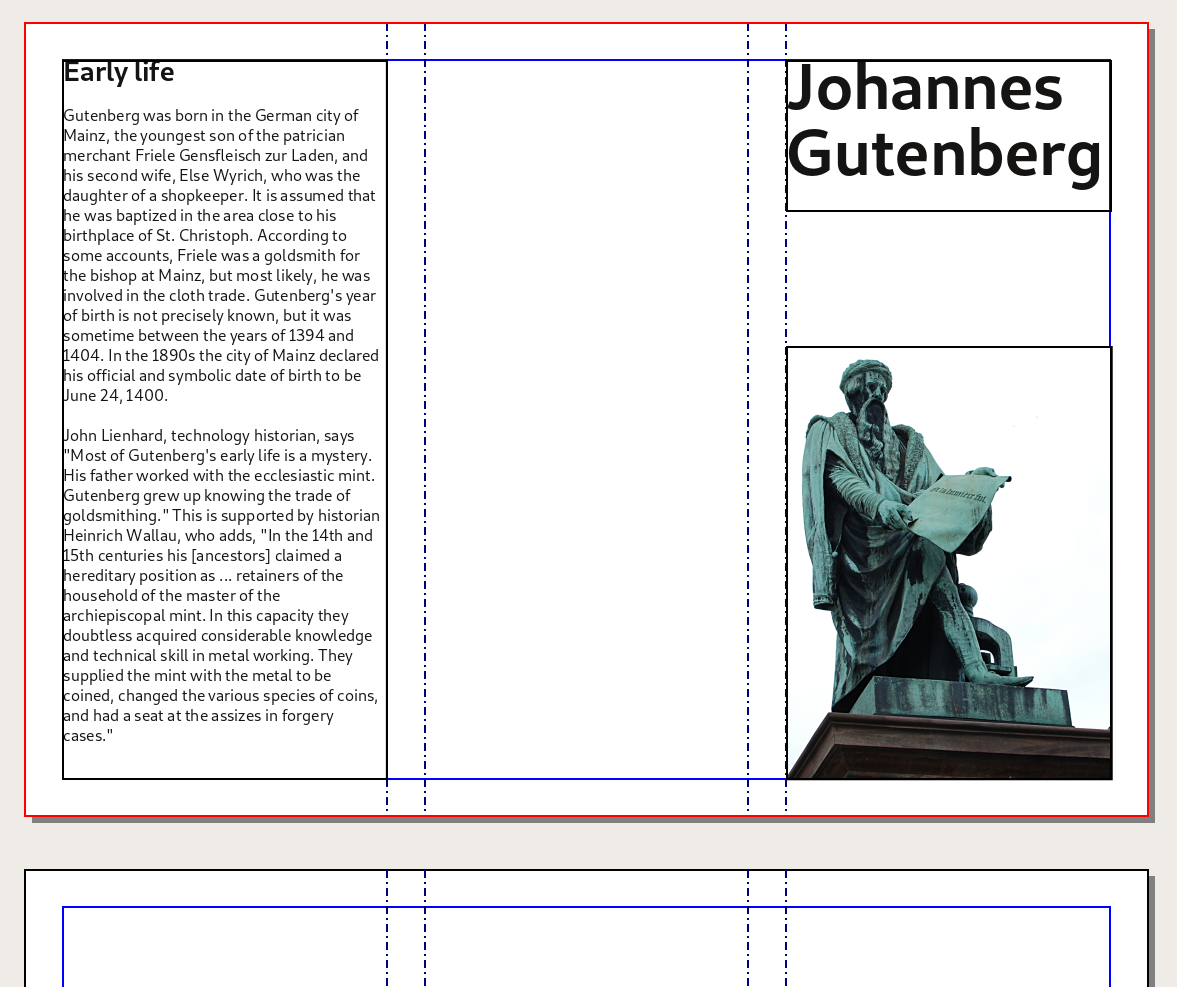 Early life
Gutenberg was born in the German city of
Mainz, the youngest son of the patrician
merchant Friele Gensfleisch zur Laden, and
his second wife, Else Wyrich, who was the
daughter of a shopkeeper. It is assumed that
he was baptized in the area close to his
birthplace of St. Christoph. According to
some accounts, Friele was a goldsmith for
the bishop at Mainz, but most likely, he was
involved in the cloth trade. Gutenberg's year
of birth is not precisely known, but it was
sometime between the years of 1394 and
1404. In the 1890s the city of Mainz declared
his official and symbolic date of birth to be
June 24, 1400.
John Lienhard, technology historian, says
"Most of Gutenberg's early life is a mystery.
His father worked with the ecclesiastic mint.
Gutenberg grew up knowing the trade of
goldsmithing." This is supported by historian
Heinrich Wallau, who adds, "In the 14th and
15th centuries his [ancestors] claimed a
hereditary position as ... retainers of the
household of the master of the
archiepiscopal mint. In this capacity they
doubtless acquired considerable knowledge
and technical skill in metal working. They
supplied the mint with the metal to be
coined, changed the various species of coins,
and had a seat at the assizes in forgery
cases."
Johannes
Gutenberg